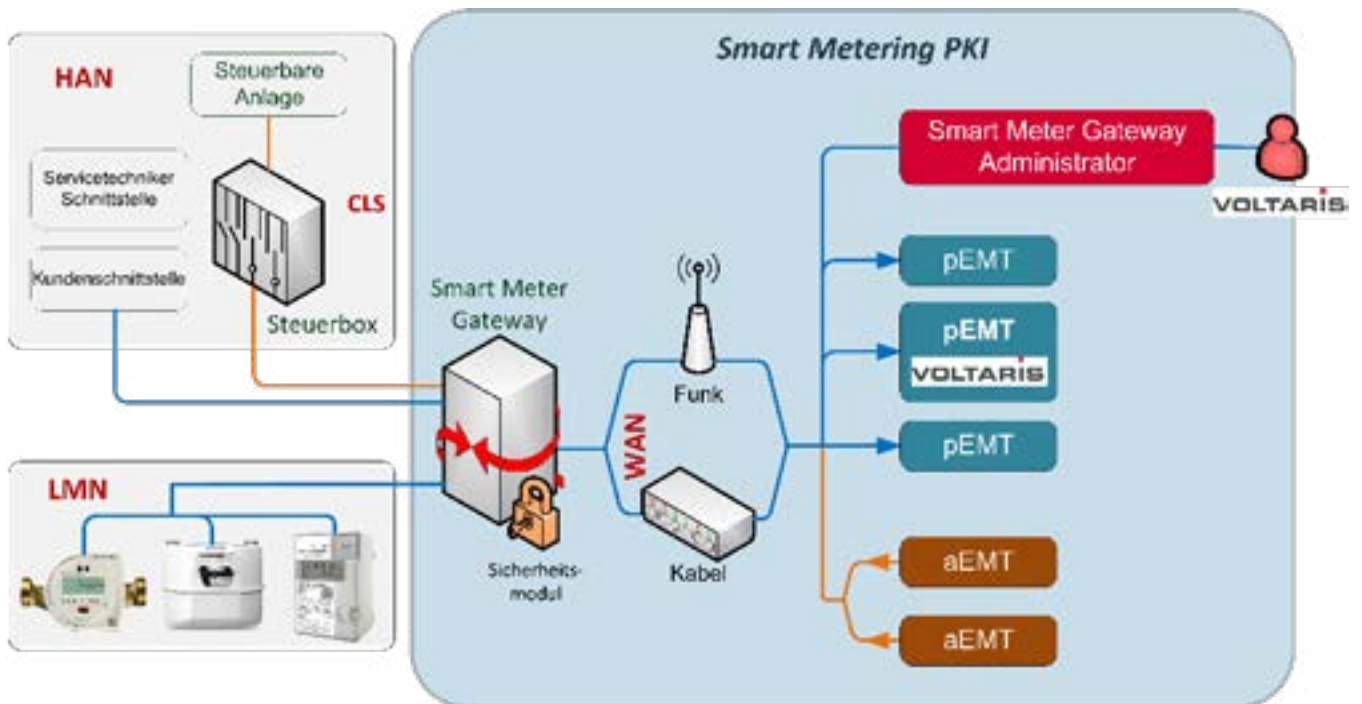 Smart Metering PKI
HAN
Steuerbare
Anlage
Servicetechniker
Schnittstelle
CLS
Kundenschnittstelle
Steuerbox
Smart Meter
Gateway
Sicherheits-
modul
LMN
WAN
Funk
Kabel
Smart Meter Gateway
Administrator
VOLTARIS
pEMT
pEMT
VOLTARIS
pEMT
aEMT
aEMT